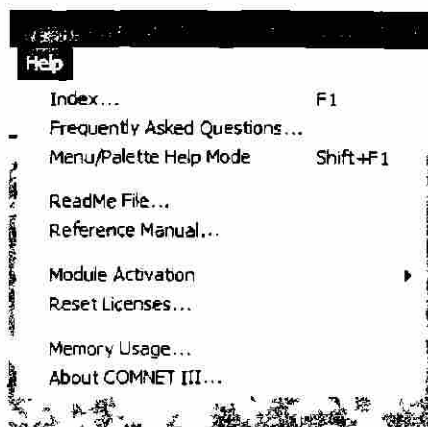 Help
Index... F1
Frequently Asked Questions...
Menu/Palette Help Mode Shift+F1
ReadMe File...
Reference Manual...
Module Activation
Reset Licenses...
Memory Usage...
About COMNET III...